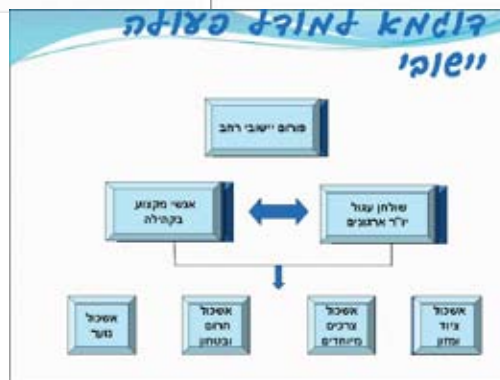 דוגמא למודל פעולה
יישובי
פורום יישובי רחב
אנשי מקצוע
בקהילה
שולחן עגול
יו"ר ארגונים
אשכול
נוער
אשכול
חרום
ובטחון
אשכול
צרכים
מיוחדים
אשכול
ציוד
ומזון